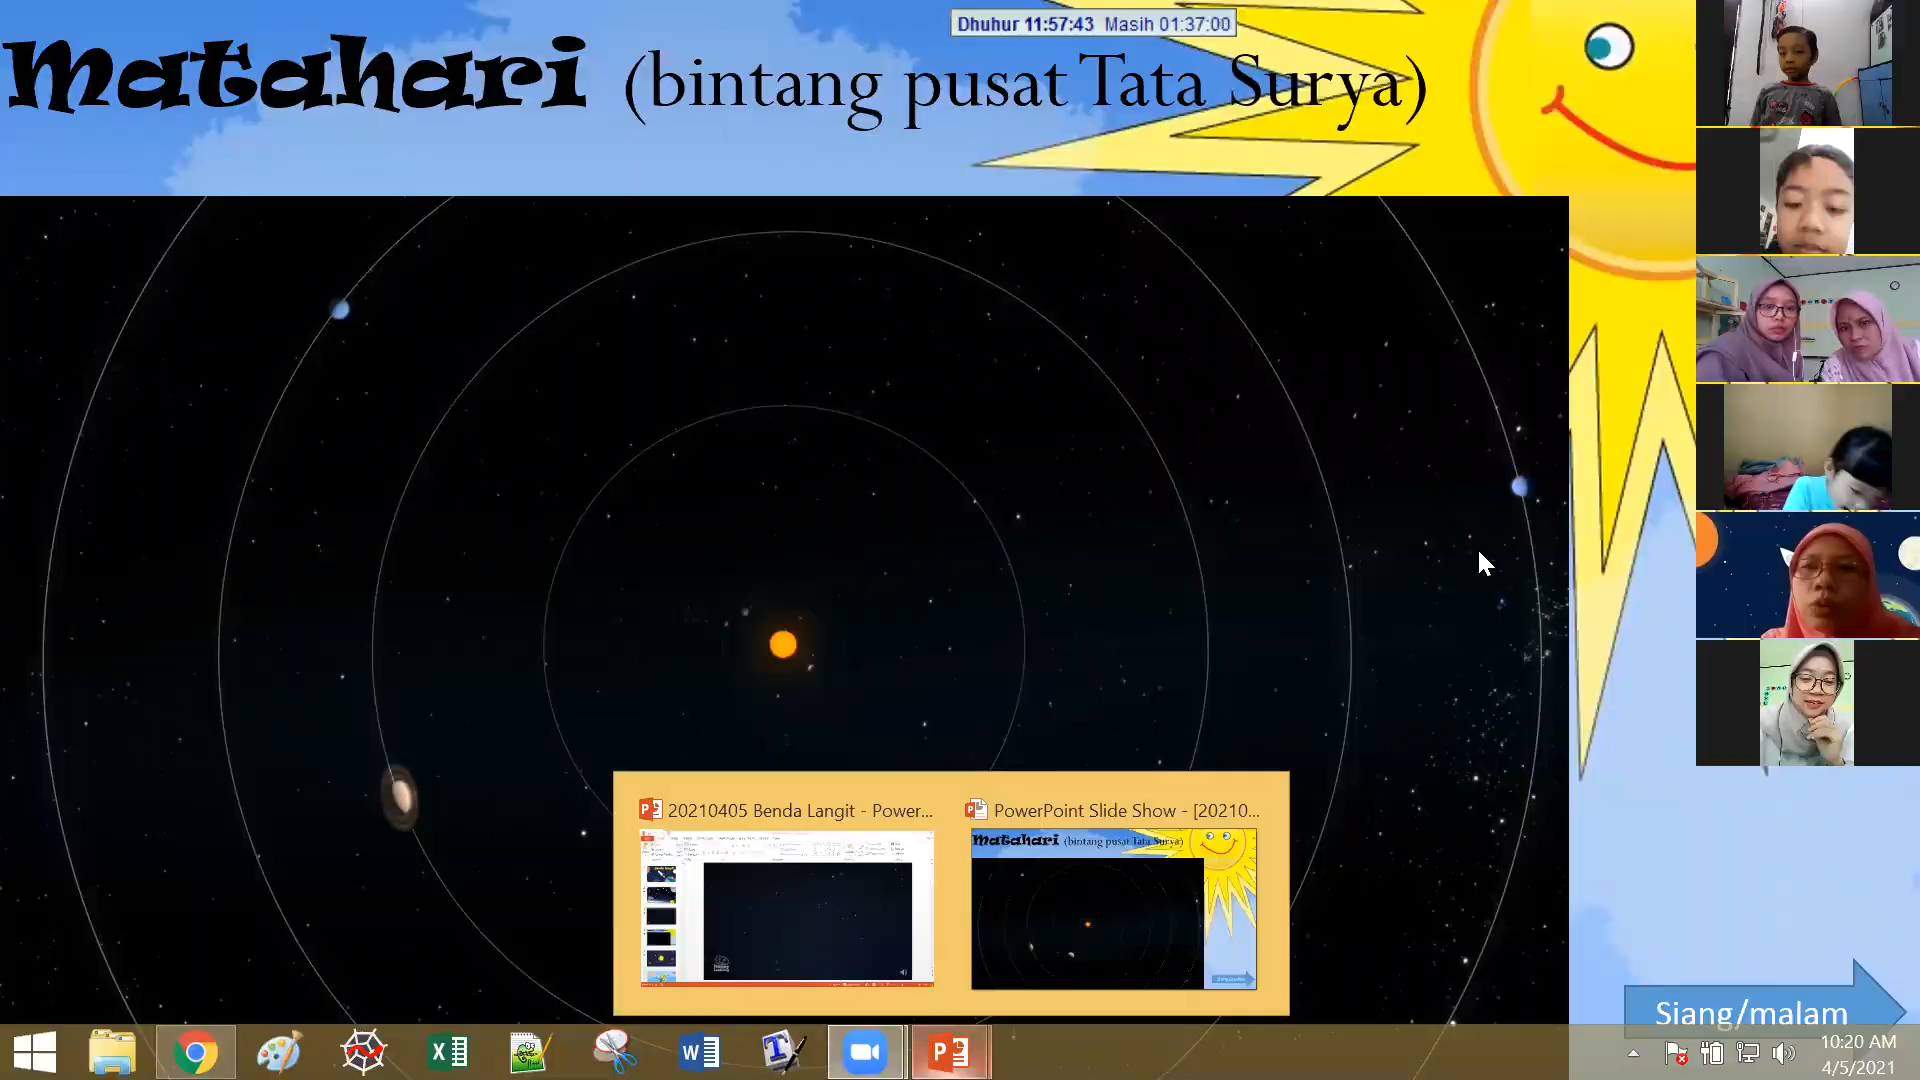 Dhuhur 11:57:43 Masih 01:37:00
Matahari (bintang pusat Tata Surya)
20210405 Benda Langit - Power...
PowerPoint Slide Show - [20210...
Matahari (bintang pusat Tata Surya)
Siang/malam
10:20 AM
4/5/2021